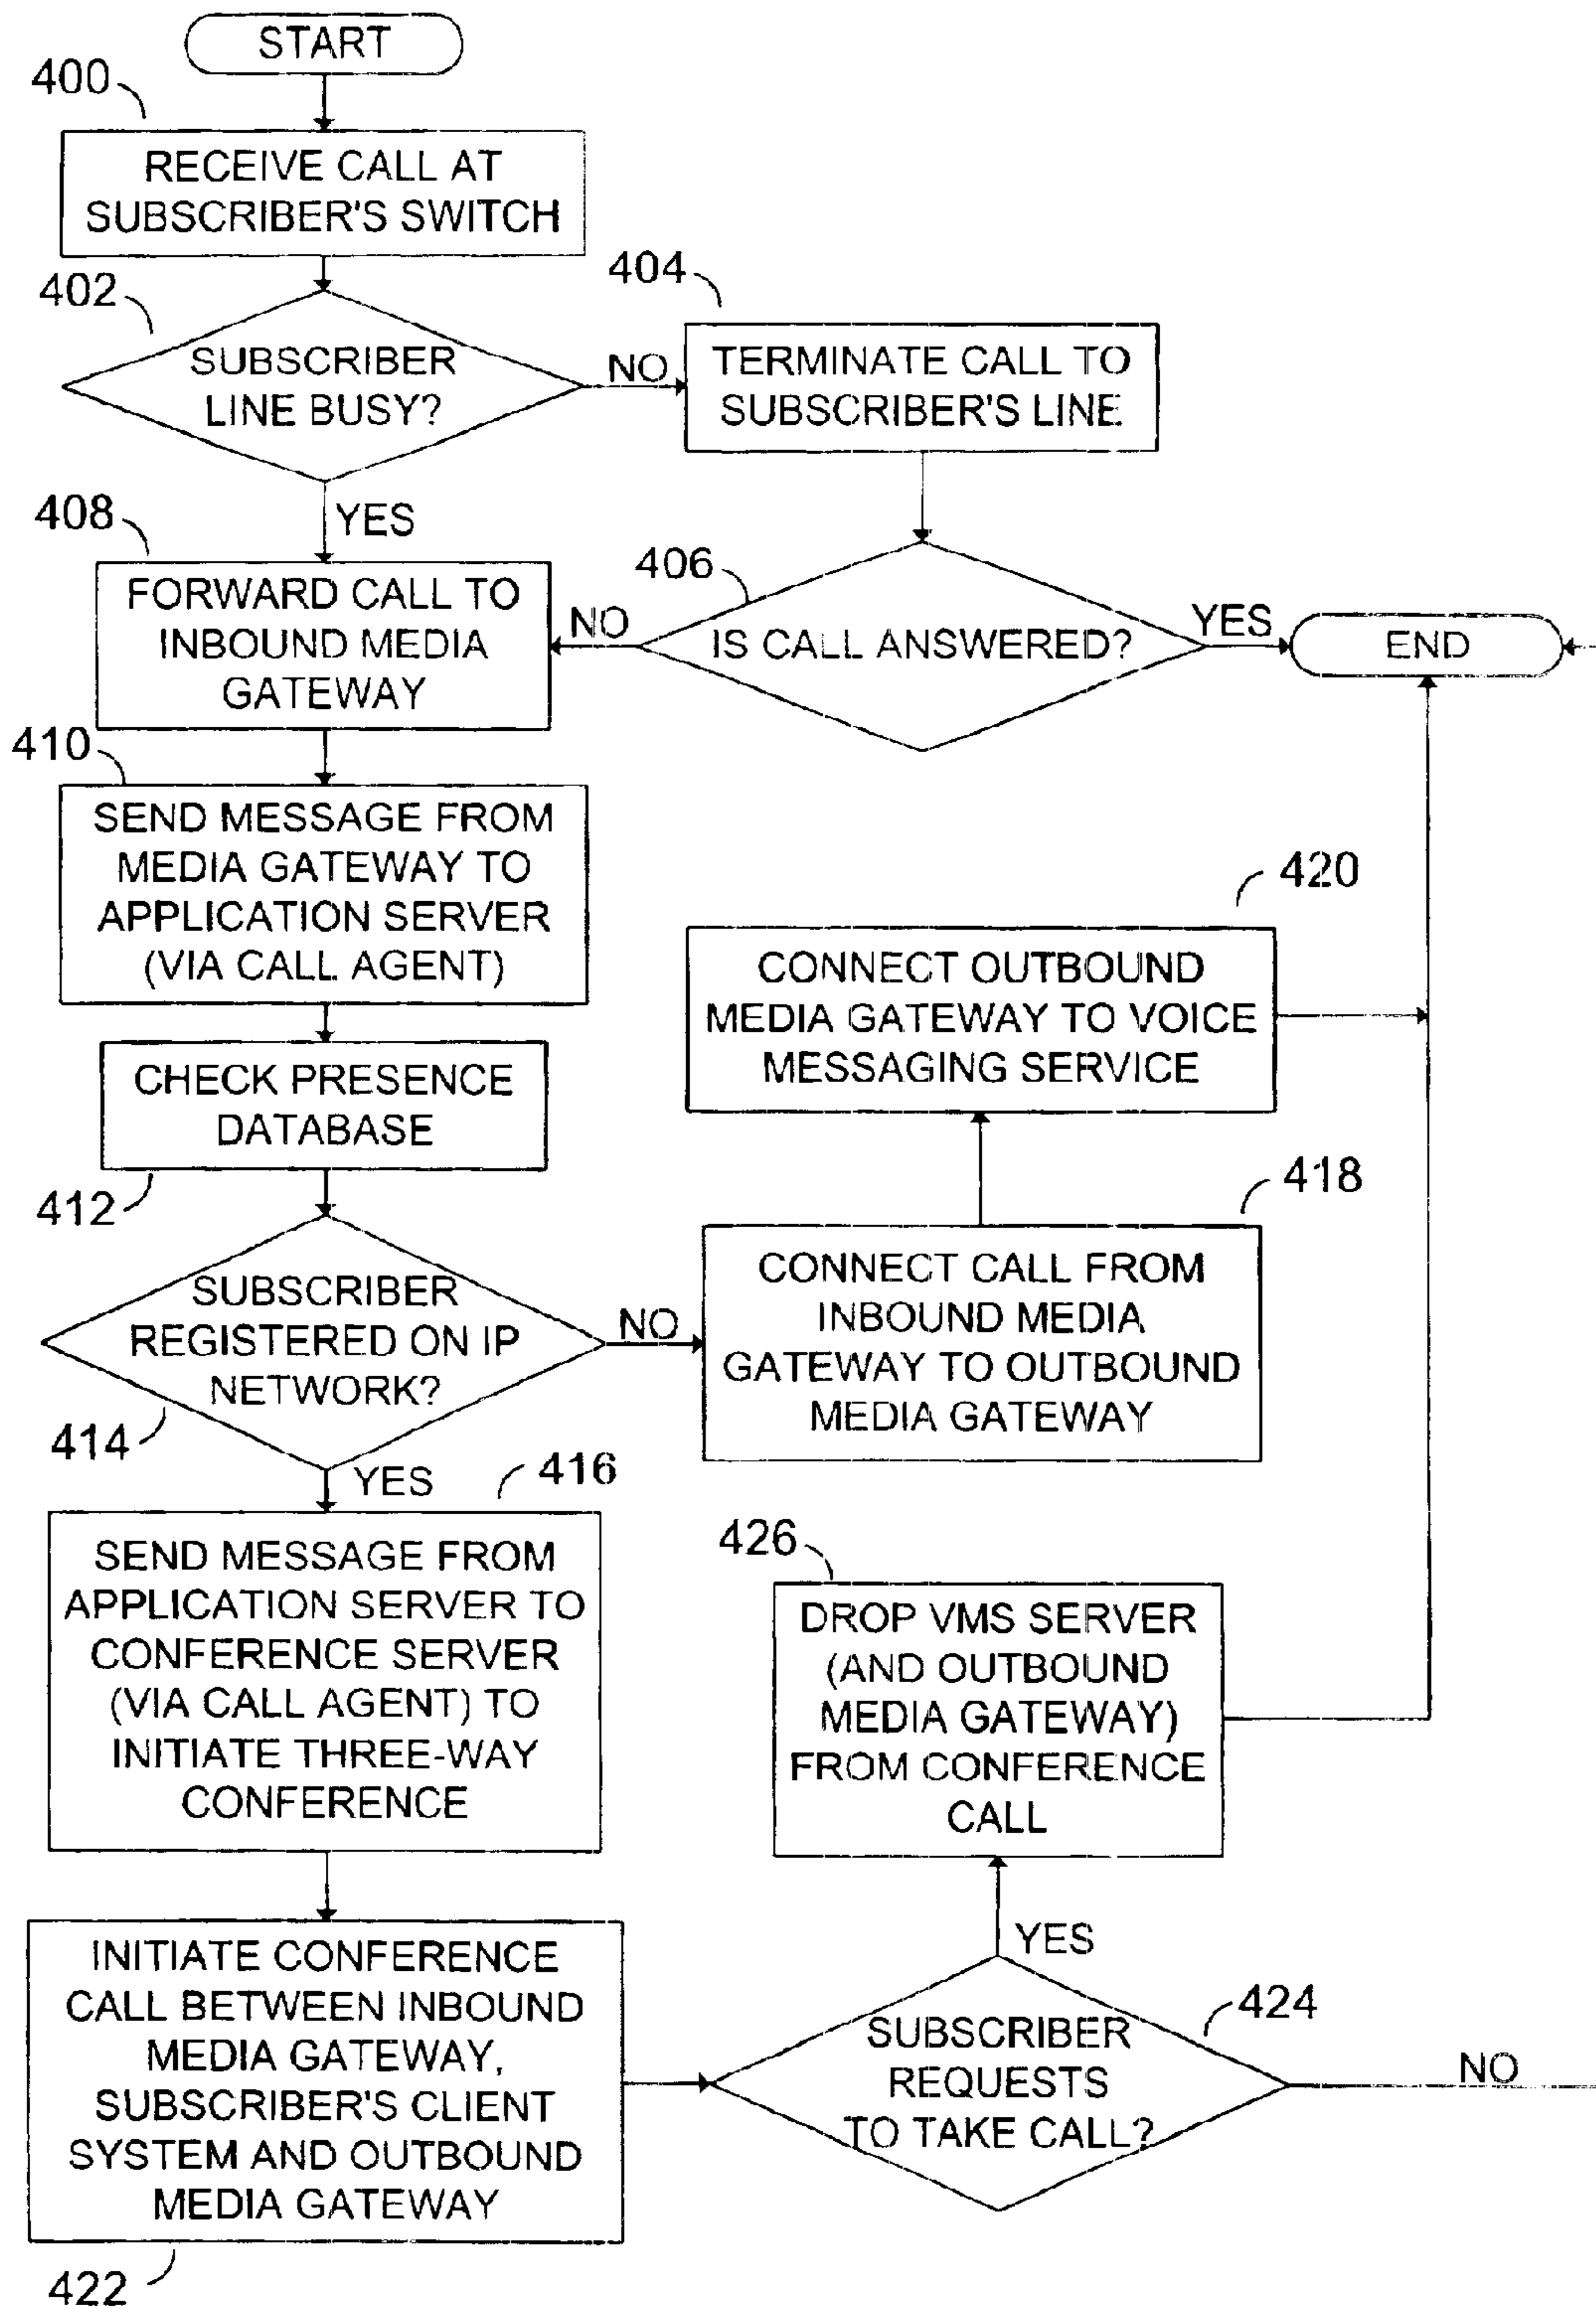 START
400
RECEIVE CALL AT
SUBSCRIBER'S SWITCH
402
SUBSCRIBER
LINE BUSY?
NO
404
TERMINATE CALL TO
SUBSCRIBER'S LINE
YES
408
FORWARD CALL TO
INBOUND MEDIA
GATEWAY
NO
406
IS CALL ANSWERED?
YES
END
410
SEND MESSAGE FROM
MEDIA GATEWAY TO
APPLICATION SERVER
(VIA CALL AGENT)
420
CONNECT OUTBOUND
MEDIA GATEWAY TO VOICE
MESSAGING SERVICE
CHECK PRESENCE
DATABASE
412
418
SUBSCRIBER
REGISTERED ON IP
NETWORK?
414
NO
CONNECT CALL FROM
INBOUND MEDIA
GATEWAY TO OUTBOUND
MEDIA GATEWAY
YES
416
SEND MESSAGE FROM
APPLICATION SERVER TO
CONFERENCE SERVER
(VIA CALL AGENT) TO
INITIATE THREE-WAY
CONFERENCE
426
DROP VMS SERVER
(AND OUTBOUND
MEDIA GATEWAY)
FROM CONFERENCE
CALL
YES
INITIATE CONFERENCE
CALL BETWEEN INBOUND
MEDIA GATEWAY,
SUBSCRIBER'S CLIENT
SYSTEM AND OUTBOUND
MEDIA GATEWAY
422
424
SUBSCRIBER
REQUESTS
TO TAKE CALL?
NO